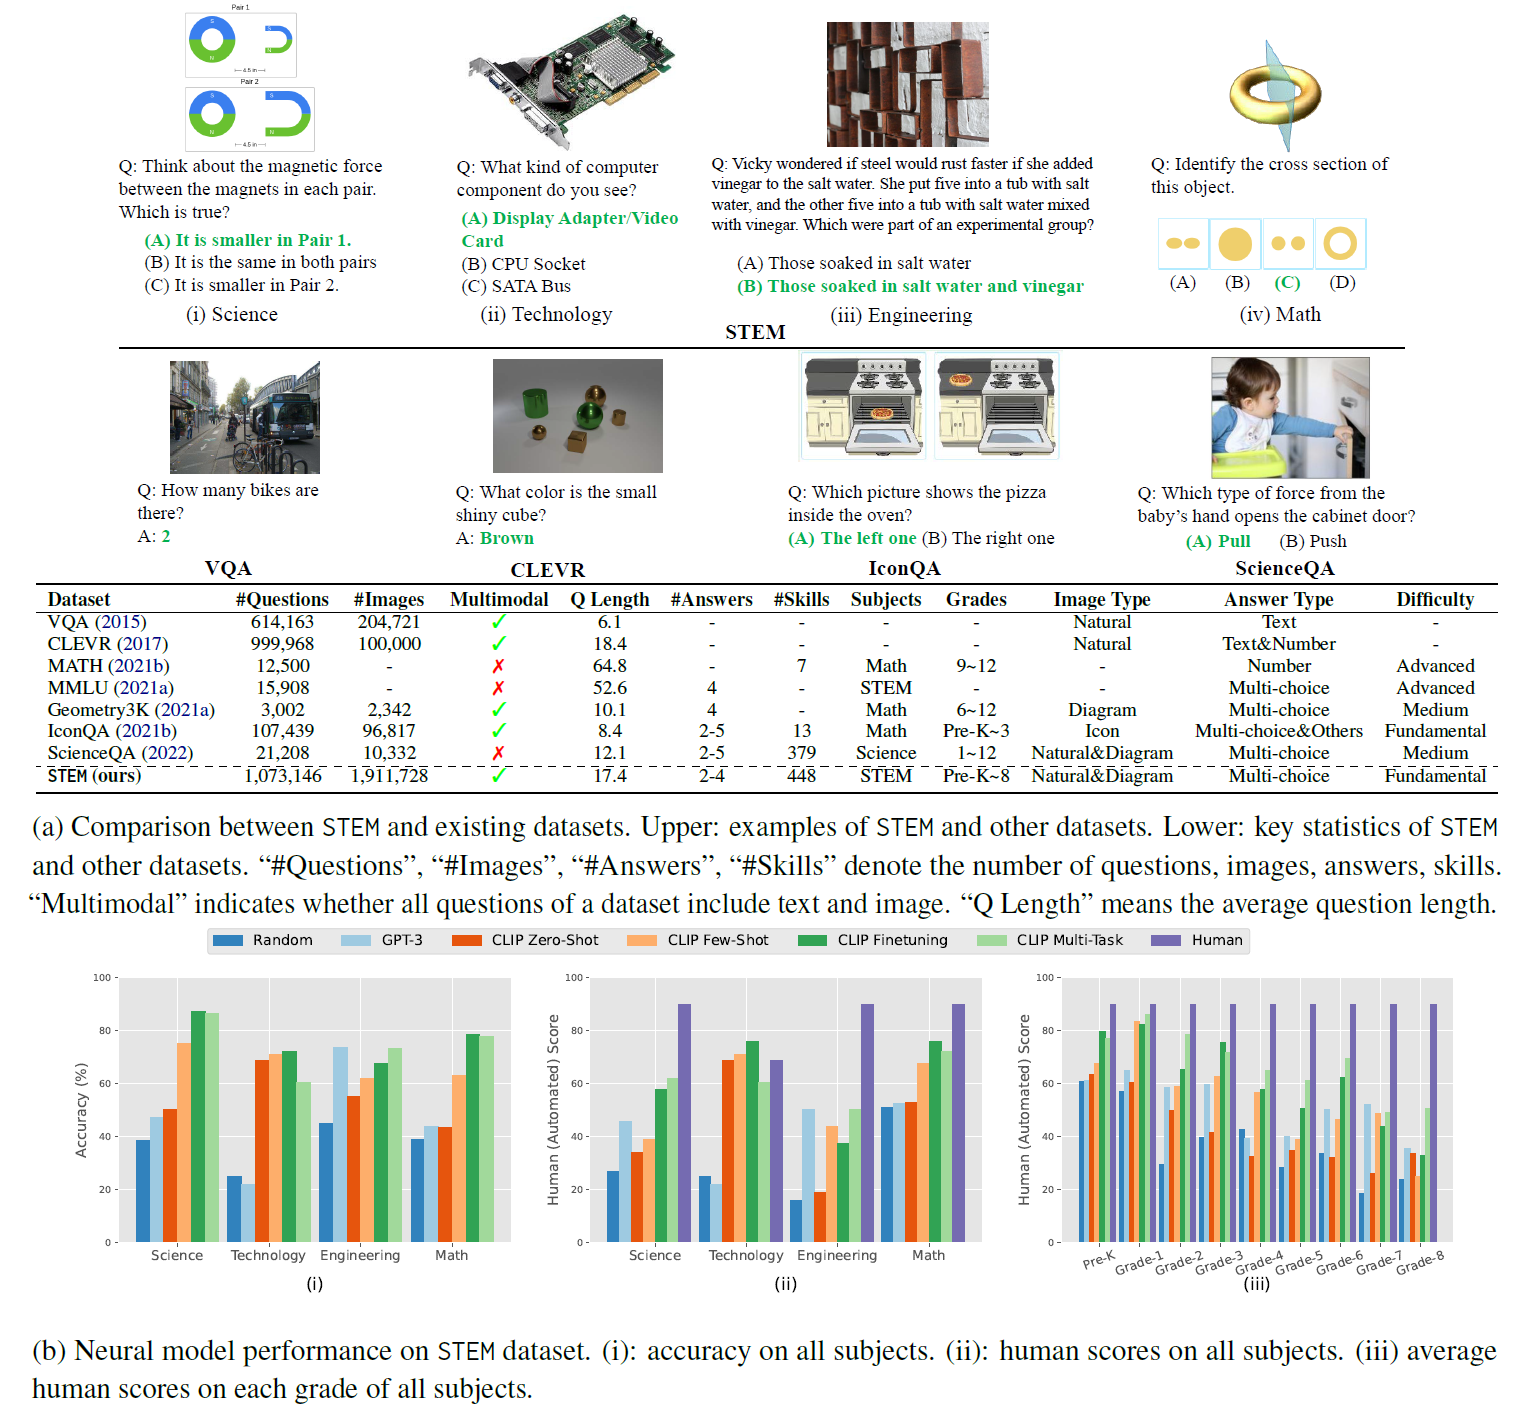 Pair 1
S
N
S
N
4.5 in
Pair 2
S
N
S
N
4.5 in
Q: Think about the magnetic force
between the magnets in each pair.
Which is true?
(A) It is smaller in Pair 1.
(B) It is the same in both pairs
(C) It is smaller in Pair 2.
(i) Science
Q: What kind of computer
component do you see?
(A) Display Adapter/Video
Card
(B) CPU Socket
(C) SATA Bus
(ii) Technology
Q: Vicky wondered if steel would rust faster if she added
vinegar to the salt water. She put five into a tub with salt
water, and the other five into a tub with salt water mixed
with vinegar. Which were part of an experimental group?
(A) Those soaked in salt water
(B) Those soaked in salt water and vinegar
(iii) Engineering
Q: Identify the cross section of
this object.
(A) (B) (C) (D)
(iv) Math
STEM
Q: How many bikes are
there?
A: 2
VQA
Q: What color is the small
shiny cube?
A: Brown
CLEVR
Q: Which picture shows the pizza
inside the oven?
(A) The left one (B) The right one
IconQA
Q: Which type of force from the
baby's hand opens the cabinet door?
(A) Pull (B) Push
ScienceQA
Dataset #Questions #Images Multimodal Q Length #Answers #Skills Subjects Grades Image Type Answer Type Difficulty
VQA (2015) 614,163 204,721 ✓ 6.1 - - - - Natural Text -
CLEVR (2017) 999,968 100,000 ✓ 18.4 - - - - Natural Text&Number -
MATH (2021b) 12,500 - ✗ 64.8 - 7 Math 9~12 - Number Advanced
MMLU (2021a) 15,908 - ✗ 52.6 4 - STEM - - Multi-choice Advanced
Geometry3K (2021a) 3,002 2,342 ✓ 10.1 4 - Math 6~12 Diagram Multi-choice Medium
IconQA (2021b) 107,439 96,817 ✓ 8.4 2-5 13 Math Pre-K~3 Icon Multi-choice&Others Fundamental
ScienceQA (2022) 21,208 10,332 ✗ 12.1 2-5 379 Science 1~12 Natural&Diagram Multi-choice Medium
STEM (ours) 1,073,146 1,911,728 ✓ 17.4 2-4 448 STEM Pre-K~8 Natural&Diagram Multi-choice Fundamental
(a) Comparison between STEM and existing datasets. Upper: examples of STEM and other datasets. Lower: key statistics of STEM
and other datasets. “#Questions”, “#Images”, “#Answers”, “#Skills” denote the number of questions, images, answers, skills.
“Multimodal” indicates whether all questions of a dataset include text and image. “Q Length” means the average question length.
Random GPT-3 CLIP Zero-Shot CLIP Few-Shot CLIP Finetuning CLIP Multi-Task Human
Accuracy (%)
100
80
60
40
20
0
Science Technology Engineering Math
(i)
Human (Automated) Score
100
80
60
40
20
0
Science Technology Engineering Math
(ii)
Human (Automated) Score
100
80
60
40
20
0
Pre-K Grade-1 Grade-2 Grade-3 Grade-4 Grade-5 Grade-6 Grade-7 Grade-8
(iii)
(b) Neural model performance on STEM dataset. (i): accuracy on all subjects. (ii): human scores on all subjects. (iii) average
human scores on each grade of all subjects.